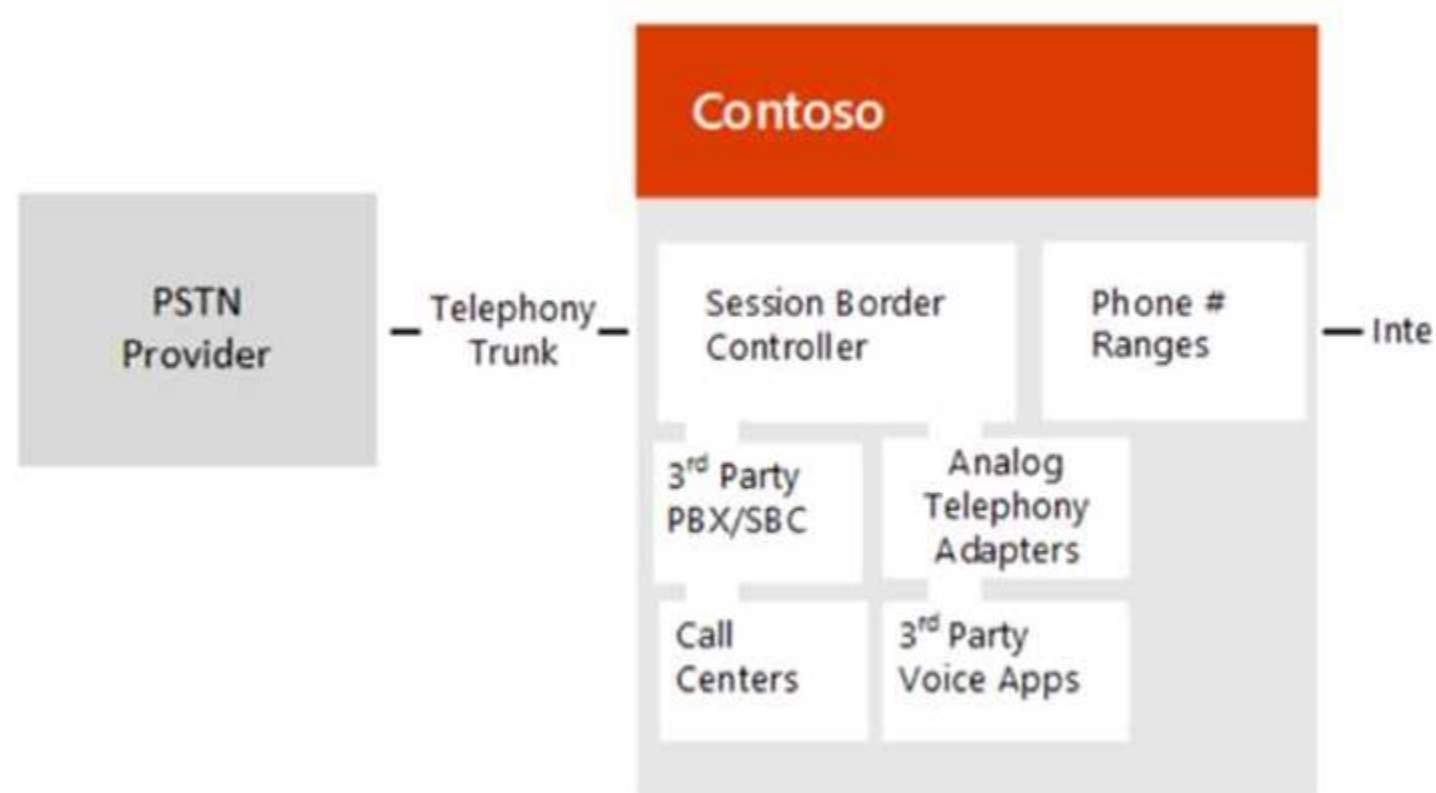 Contoso
PSTN
Provider
Telephony
Trunk
Session Border
Controller
Phone #
Ranges
3rd Party
PBX/SBC
Analog
Telephony
Adapters
Call
Centers
3rd Party
Voice Apps
Inte